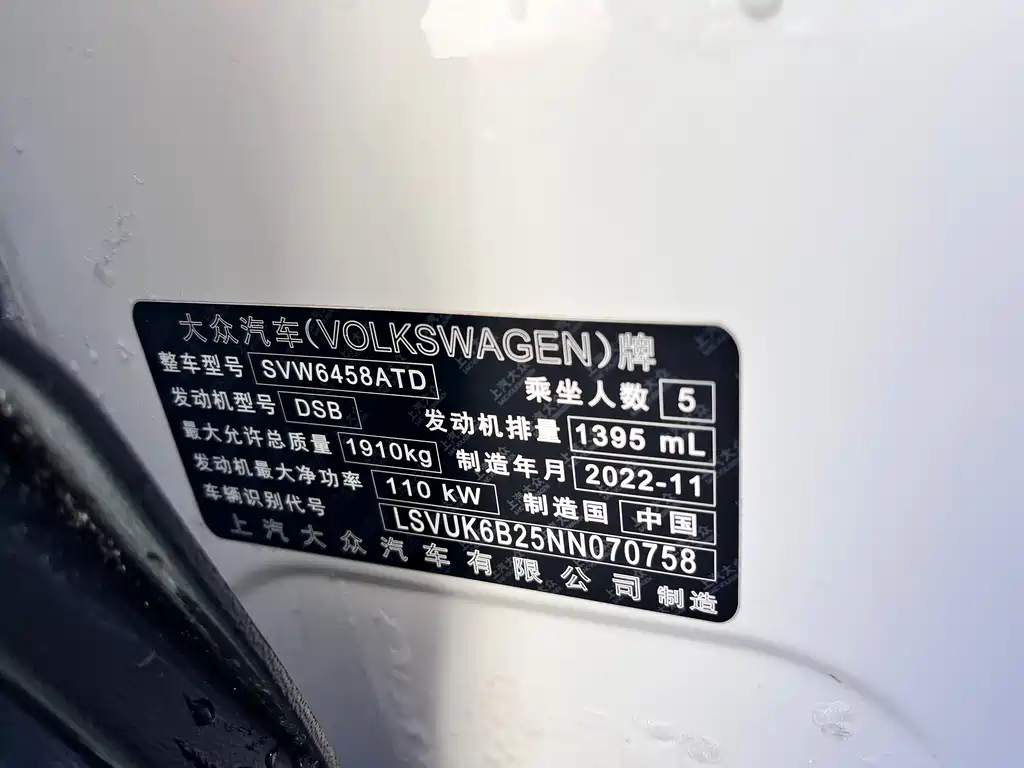 大众汽车(VOLKSWAGEN)牌
整车型号 SVW6458ATD 乘坐人数 5
发动机型号 DSB 发动机排量 1395 mL
最大允许总质量 1910kg 制造年月 2022-11
发动机最大净功率 110 kW 制造国 中国
车辆识别代号 LSVUK6B25NN070758
上汽大众汽车有限公司 制造